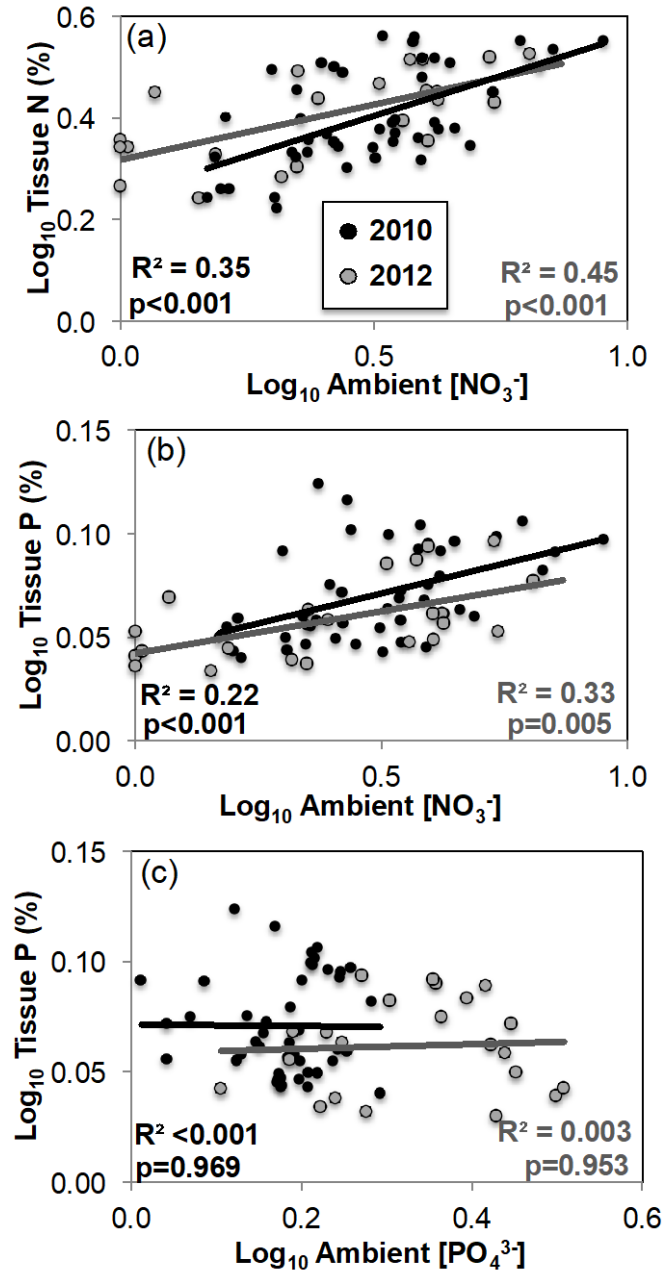 (a)
0.6
0.4
0.2
0.0
Log₁₀ Tissue N (%)
2010
2012
R² = 0.35
p<0.001
R² = 0.45
p<0.001
0.0 0.5 1.0
Log₁₀ Ambient [NO₃⁻]
(b)
0.15
0.10
0.05
0.00
Log₁₀ Tissue P (%)
R² = 0.22
p<0.001
R² = 0.33
p=0.005
0.0 0.5 1.0
Log₁₀ Ambient [NO₃⁻]
(c)
0.15
0.10
0.05
0.00
Log₁₀ Tissue P (%)
R² <0.001
p=0.969
R² = 0.003
p=0.953
0.0 0.2 0.4 0.6
Log₁₀ Ambient [PO₄³⁻]